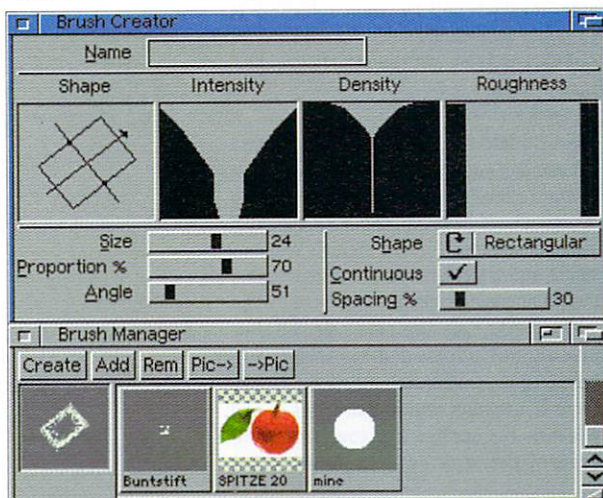 Brush Creator
Name
Shape Intensity Density Roughness
Size 24 Shape Rectangular
Proportion % 70 Continuous
Angle 51 Spacing % 30
Brush Manager
Create Add Rem Pic-> ->Pic
Buntstift SPITZE 20 mine